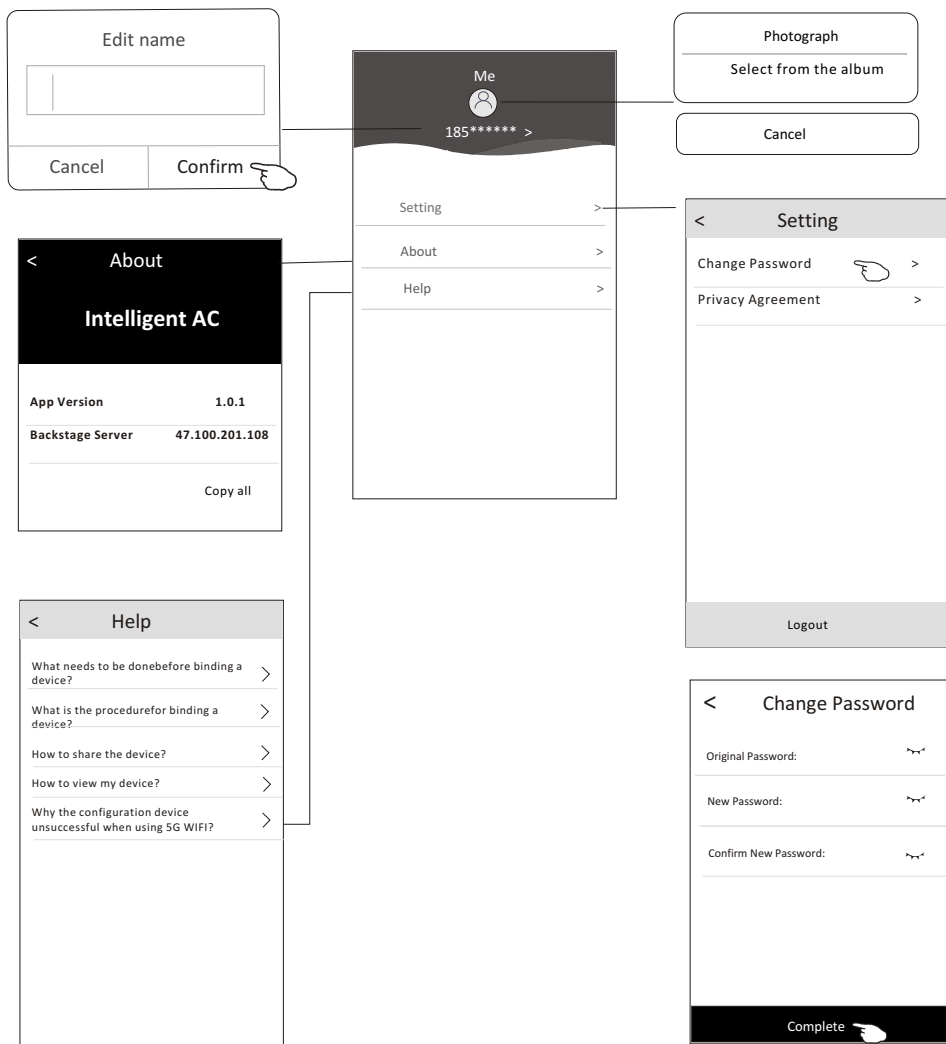 Edit name
Cancel
Confirm
Me
185****** >
Photograph
Select from the album
Cancel
Setting >
About >
Help >
< Setting
Change Password >
Privacy Agreement >
Logout
< About
Intelligent AC
App Version 1.0.1
Backstage Server 47.100.201.108
Copy all
< Help
What needs to be donebefore binding a
device?
What is the procedurefor binding a
device?
How to share the device?
How to view my device?
Why the configuration device
unsuccessful when using 5G WIFI?
< Change Password
Original Password:
New Password:
Confirm New Password:
Complete